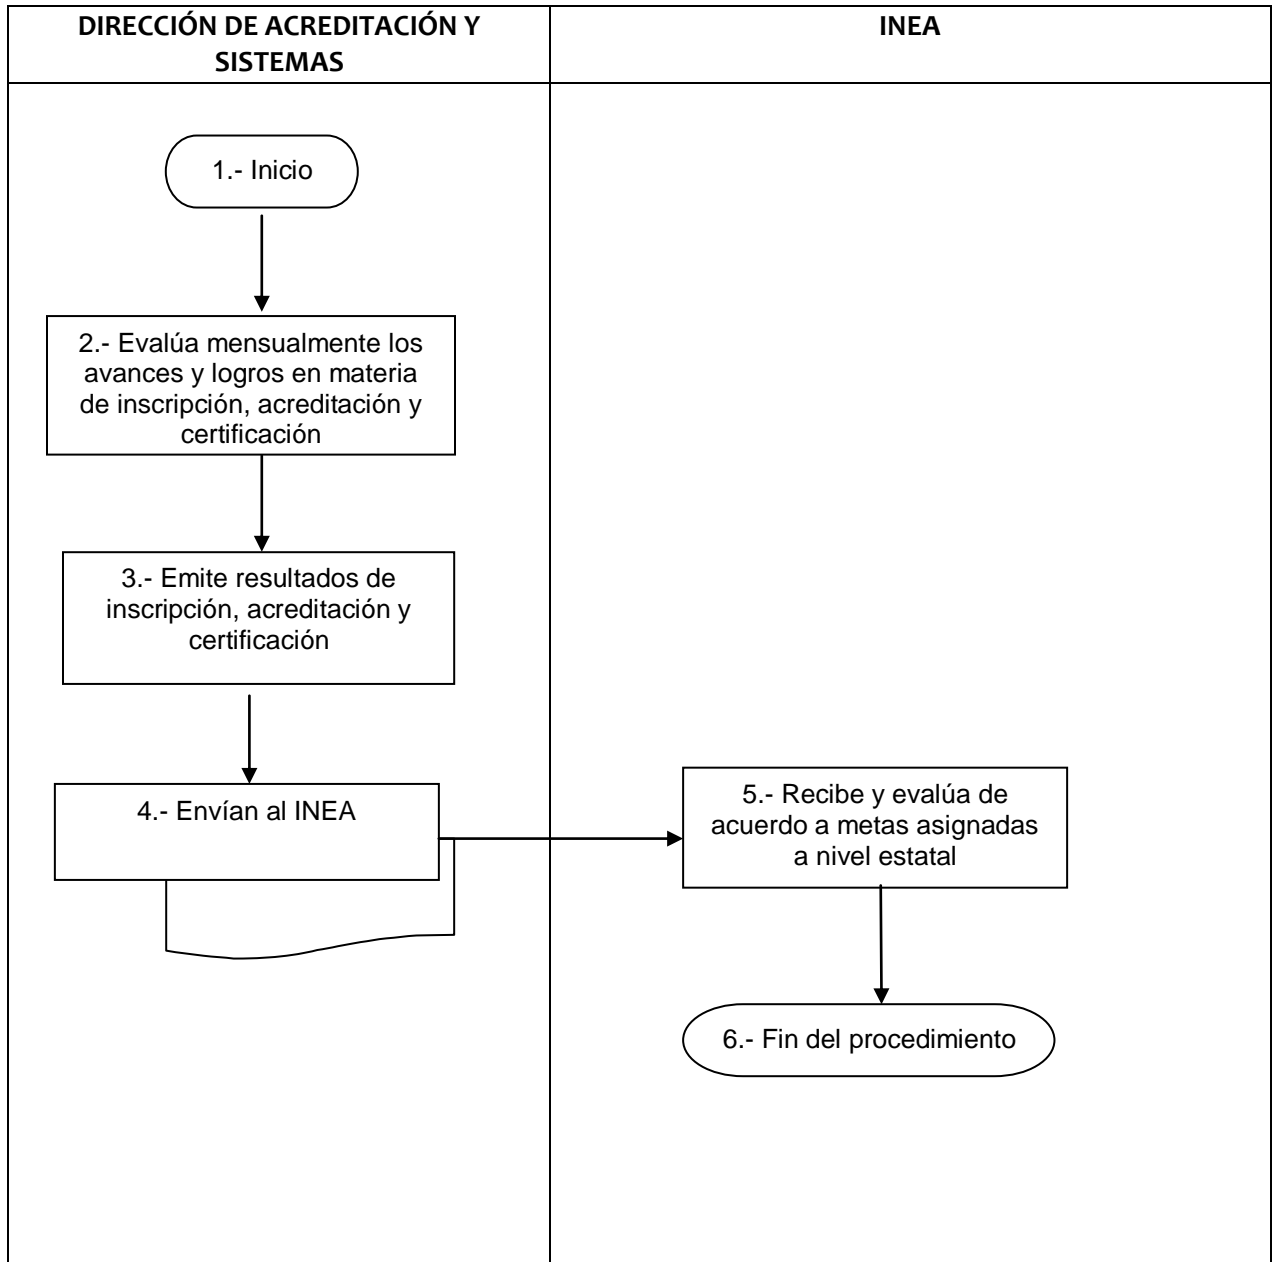 DIRECCIÓN DE ACREDITACIÓN Y
SISTEMAS
INEA
1.- Inicio
2.- Evalúa mensualmente los
avances y logros en materia
de inscripción, acreditación y
certificación
3.- Emite resultados de
inscripción, acreditación y
certificación
4.- Envían al INEA
5.- Recibe y evalúa de
acuerdo a metas asignadas
a nivel estatal
6.- Fin del procedimiento